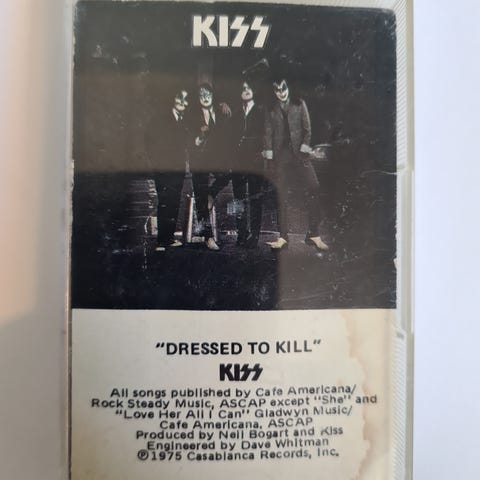 KISS
"DRESSED TO KILL"
KISS
All songs published by Cafe Americana/
Rock Steady Music, ASCAP except "She" and
"Love Her All I Can" Gladwyn Music/
Cafe Americana, ASCAP
Produced by Neil Bogart and Kiss
Engineered by Dave Whitman
℗1975 Casablanca Records, Inc.